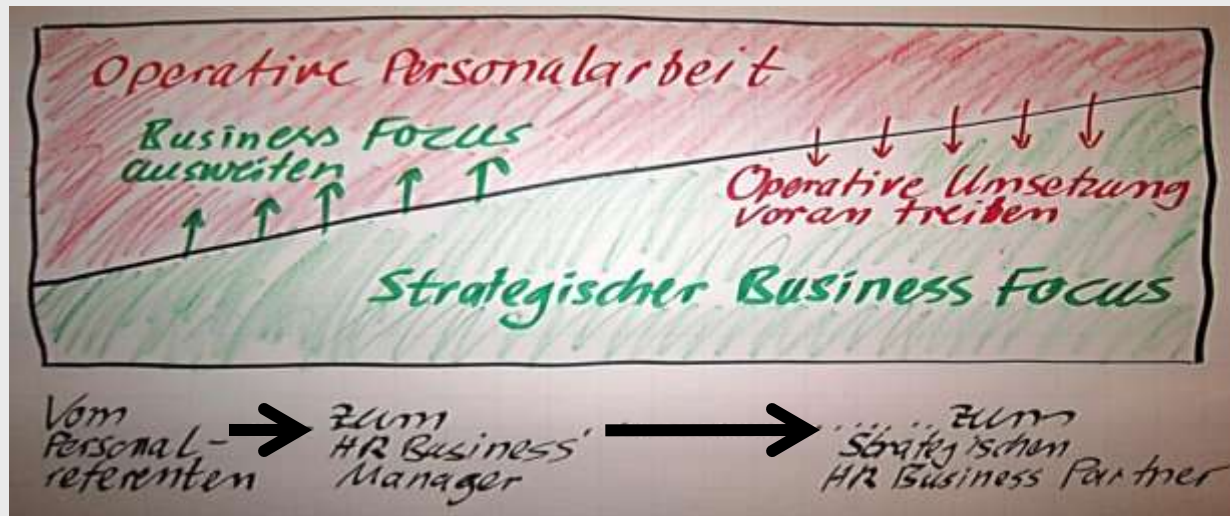 Operative Personalarbeit
Business Focus
ausweiten
Operative Umsetzung
voran treiben
Strategischer Business Focus
Vom
Personal-
referenten
zum
HR Business
Manager
....... zum
Strategischen
HR Business Partner